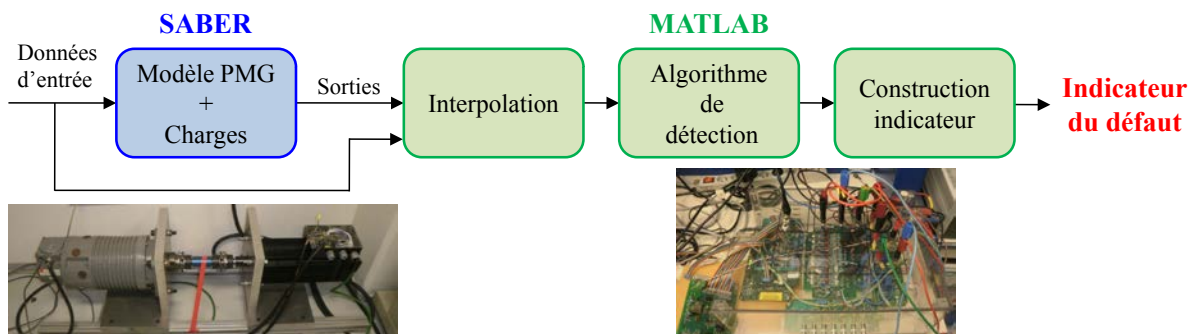 SABER
MATLAB
Données
d’entrée
Modèle PMG
+
Charges
Sorties
Interpolation
Algorithme
de
détection
Construction
indicateur
Indicateur
du défaut